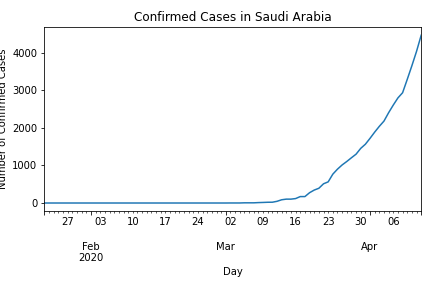 Confirmed Cases in Saudi Arabia
Number of Confirmed Cases
4000
3000
2000
1000
0
27 03 10 17 24 02 09 16 23 30 06
Feb Mar Apr
2020
Day